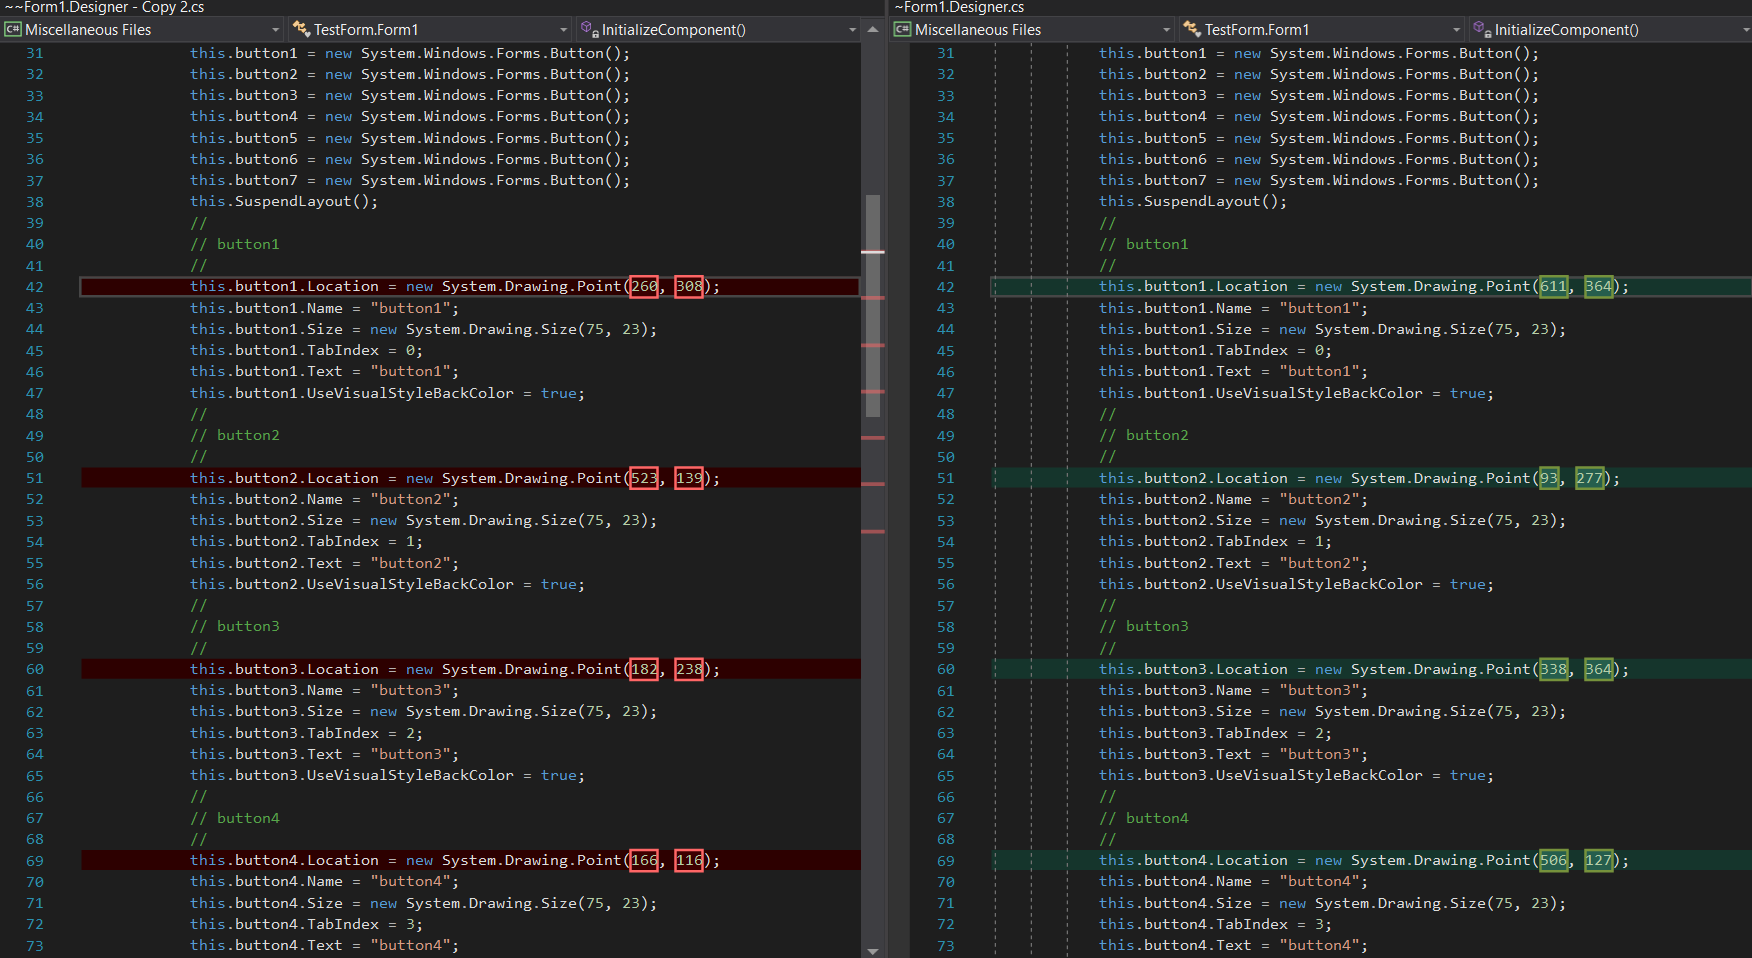 ~~Form1.Designer - Copy 2.cs
C# Miscellaneous Files TestForm.Form1 InitializeComponent()
31 this.button1 = new System.Windows.Forms.Button();
32 this.button2 = new System.Windows.Forms.Button();
33 this.button3 = new System.Windows.Forms.Button();
34 this.button4 = new System.Windows.Forms.Button();
35 this.button5 = new System.Windows.Forms.Button();
36 this.button6 = new System.Windows.Forms.Button();
37 this.button7 = new System.Windows.Forms.Button();
38 this.SuspendLayout();
39 //
40 // button1
41 //
42 this.button1.Location = new System.Drawing.Point(260, 308);
43 this.button1.Name = "button1";
44 this.button1.Size = new System.Drawing.Size(75, 23);
45 this.button1.TabIndex = 0;
46 this.button1.Text = "button1";
47 this.button1.UseVisualStyleBackColor = true;
48 //
49 // button2
50 //
51 this.button2.Location = new System.Drawing.Point(523, 139);
52 this.button2.Name = "button2";
53 this.button2.Size = new System.Drawing.Size(75, 23);
54 this.button2.TabIndex = 1;
55 this.button2.Text = "button2";
56 this.button2.UseVisualStyleBackColor = true;
57 //
58 // button3
59 //
60 this.button3.Location = new System.Drawing.Point(182, 238);
61 this.button3.Name = "button3";
62 this.button3.Size = new System.Drawing.Size(75, 23);
63 this.button3.TabIndex = 2;
64 this.button3.Text = "button3";
65 this.button3.UseVisualStyleBackColor = true;
66 //
67 // button4
68 //
69 this.button4.Location = new System.Drawing.Point(166, 116);
70 this.button4.Name = "button4";
71 this.button4.Size = new System.Drawing.Size(75, 23);
72 this.button4.TabIndex = 3;
73 this.button4.Text = "button4";
~Form1.Designer.cs
C# Miscellaneous Files TestForm.Form1 InitializeComponent()
31 this.button1 = new System.Windows.Forms.Button();
32 this.button2 = new System.Windows.Forms.Button();
33 this.button3 = new System.Windows.Forms.Button();
34 this.button4 = new System.Windows.Forms.Button();
35 this.button5 = new System.Windows.Forms.Button();
36 this.button6 = new System.Windows.Forms.Button();
37 this.button7 = new System.Windows.Forms.Button();
38 this.SuspendLayout();
39 //
40 // button1
41 //
42 this.button1.Location = new System.Drawing.Point(611, 364);
43 this.button1.Name = "button1";
44 this.button1.Size = new System.Drawing.Size(75, 23);
45 this.button1.TabIndex = 0;
46 this.button1.Text = "button1";
47 this.button1.UseVisualStyleBackColor = true;
48 //
49 // button2
50 //
51 this.button2.Location = new System.Drawing.Point(93, 277);
52 this.button2.Name = "button2";
53 this.button2.Size = new System.Drawing.Size(75, 23);
54 this.button2.TabIndex = 1;
55 this.button2.Text = "button2";
56 this.button2.UseVisualStyleBackColor = true;
57 //
58 // button3
59 //
60 this.button3.Location = new System.Drawing.Point(338, 364);
61 this.button3.Name = "button3";
62 this.button3.Size = new System.Drawing.Size(75, 23);
63 this.button3.TabIndex = 2;
64 this.button3.Text = "button3";
65 this.button3.UseVisualStyleBackColor = true;
66 //
67 // button4
68 //
69 this.button4.Location = new System.Drawing.Point(506, 127);
70 this.button4.Name = "button4";
71 this.button4.Size = new System.Drawing.Size(75, 23);
72 this.button4.TabIndex = 3;
73 this.button4.Text = "button4";